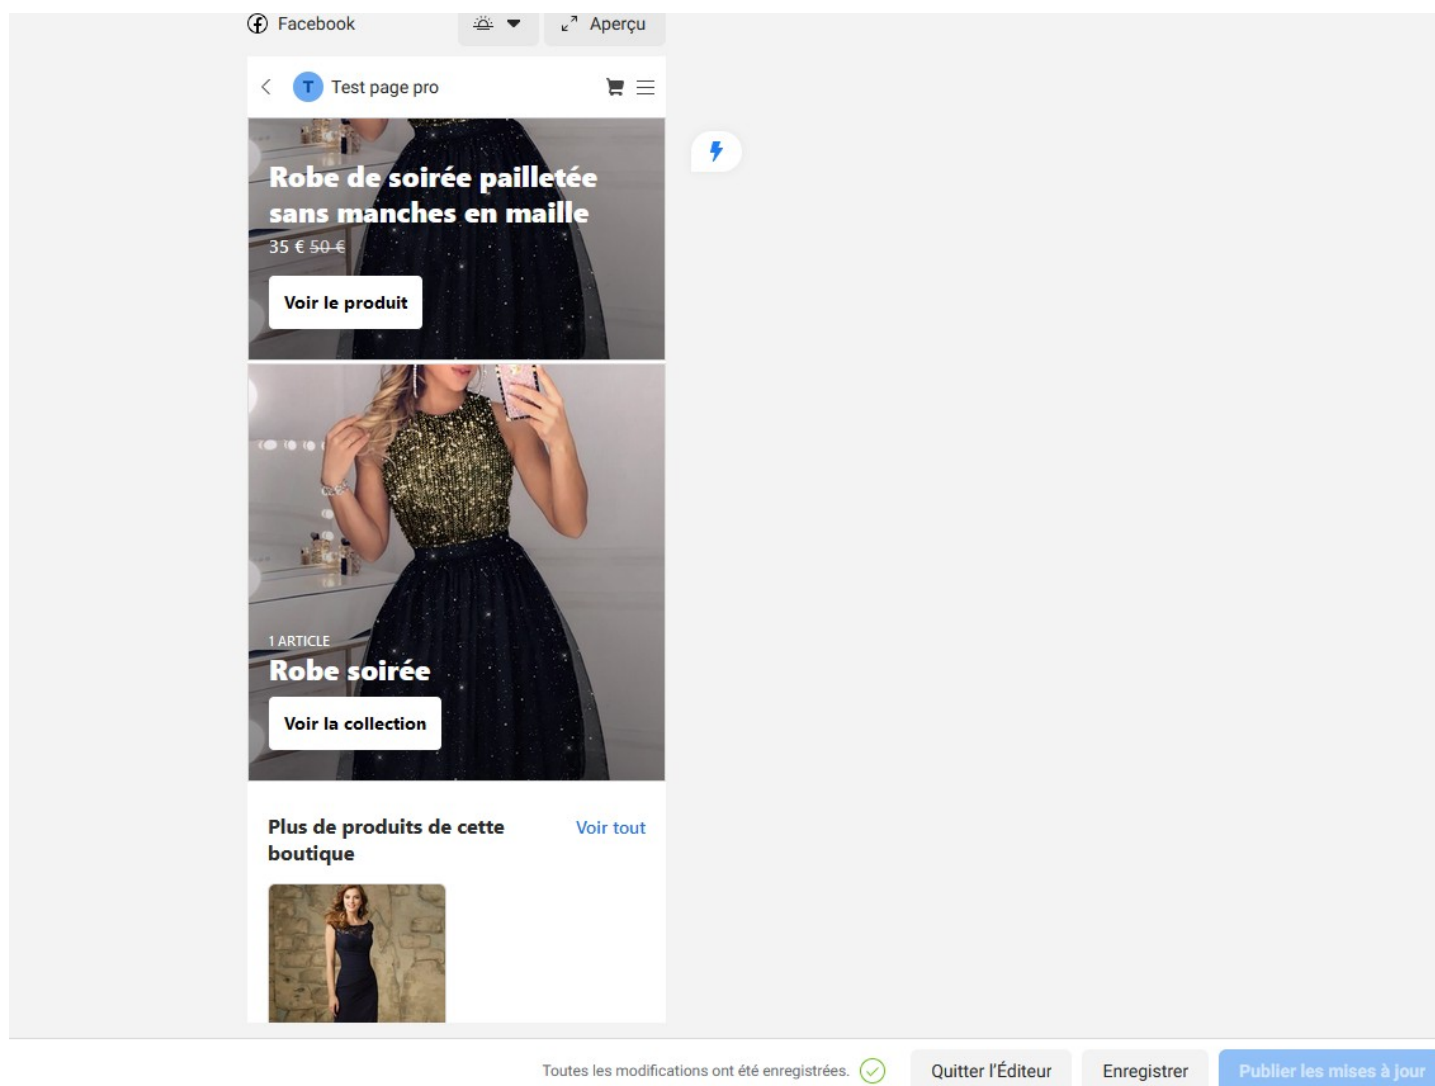 Facebook
Aperçu
T Test page pro
Robe de soirée pailletée
sans manches en maille
35 € 50 €
Voir le produit
1 ARTICLE
Robe soirée
Voir la collection
Plus de produits de cette
boutique
Voir tout
Toutes les modifications ont été enregistrées.
Quitter l'Éditeur
Enregistrer
Publier les mises à jour